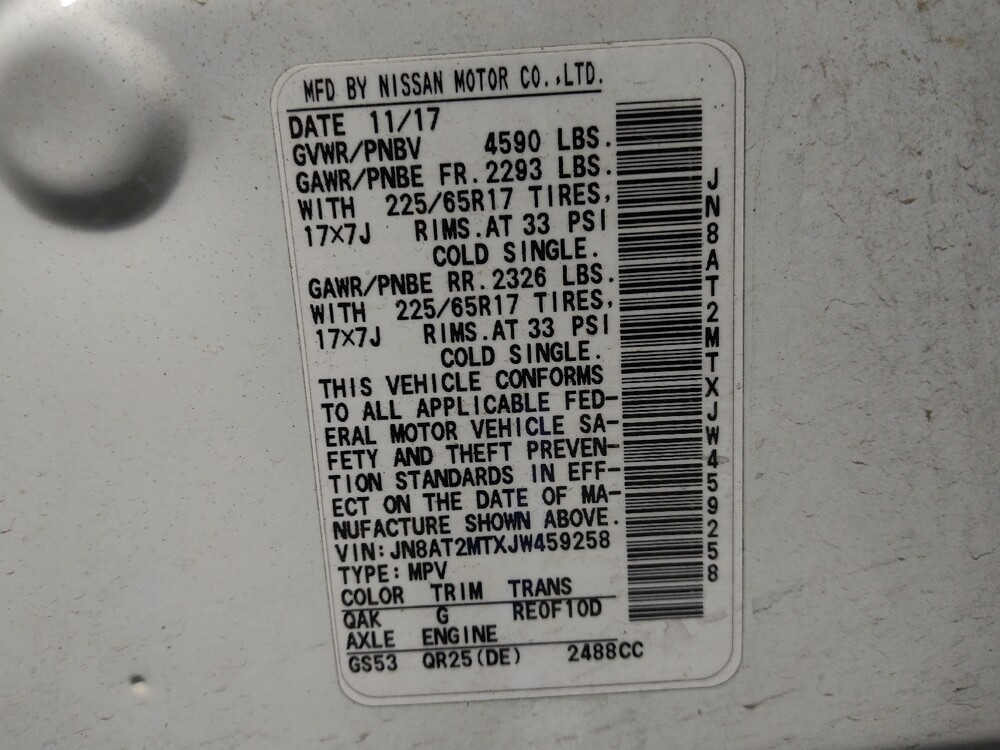 MFD BY NISSAN MOTOR CO.,LTD.
DATE 11/17
GVWR/PNBV 4590 LBS.
GAWR/PNBE FR.2293 LBS.
WITH 225/65R17 TIRES,
17×7J RIMS.AT 33 PSI
COLD SINGLE.
GAWR/PNBE RR.2326 LBS.
WITH 225/65R17 TIRES,
17×7J RIMS.AT 33 PSI
COLD SINGLE.
THIS VEHICLE CONFORMS
TO ALL APPLICABLE FED-
ERAL MOTOR VEHICLE SA-
FETY AND THEFT PREVEN-
TION STANDARDS IN EFF-
ECT ON THE DATE OF MA-
NUFACTURE SHOWN ABOVE.
VIN:JN8AT2MTXJW459258
TYPE:MPV
COLOR TRIM TRANS
QAK G RE0F10D
AXLE ENGINE
GS53 QR25(DE) 2488CC
JN8AT2MTXJW459258